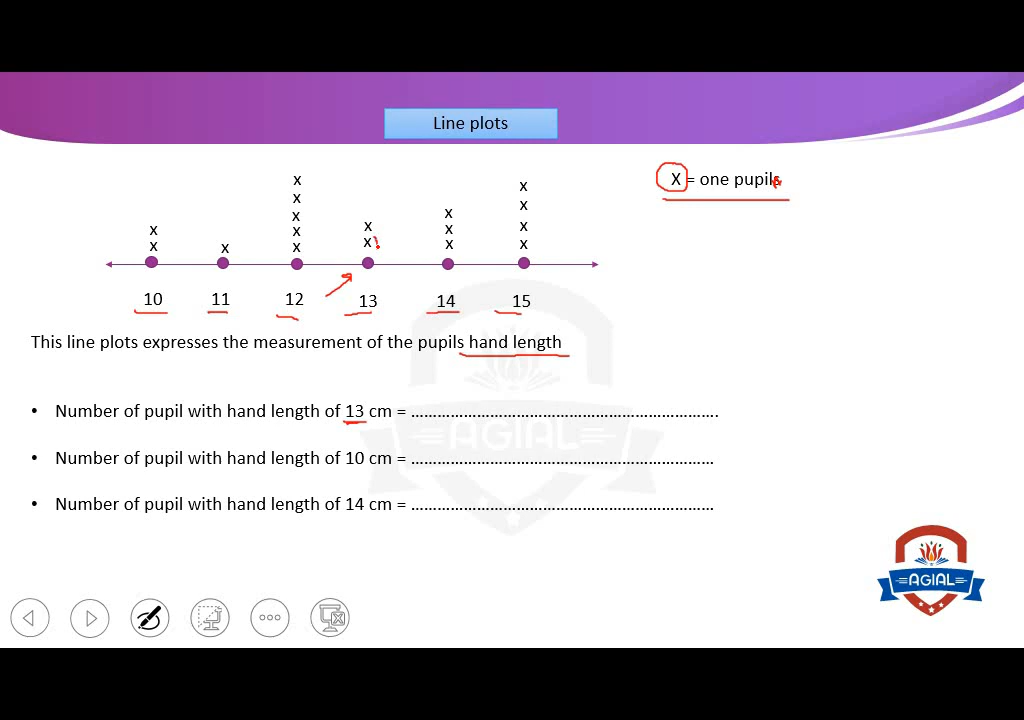 Line plots
X = one pupils
x x
x x x
x x x x
x x x x x
x x x x x x
10 11 12 13 14 15
This line plots expresses the measurement of the pupils hand length
• Number of pupil with hand length of 13 cm = ……………………………………………………………….
• Number of pupil with hand length of 10 cm = ………………………………………………………………
• Number of pupil with hand length of 14 cm = ………………………………………………………………
AGIAL
AGIAL